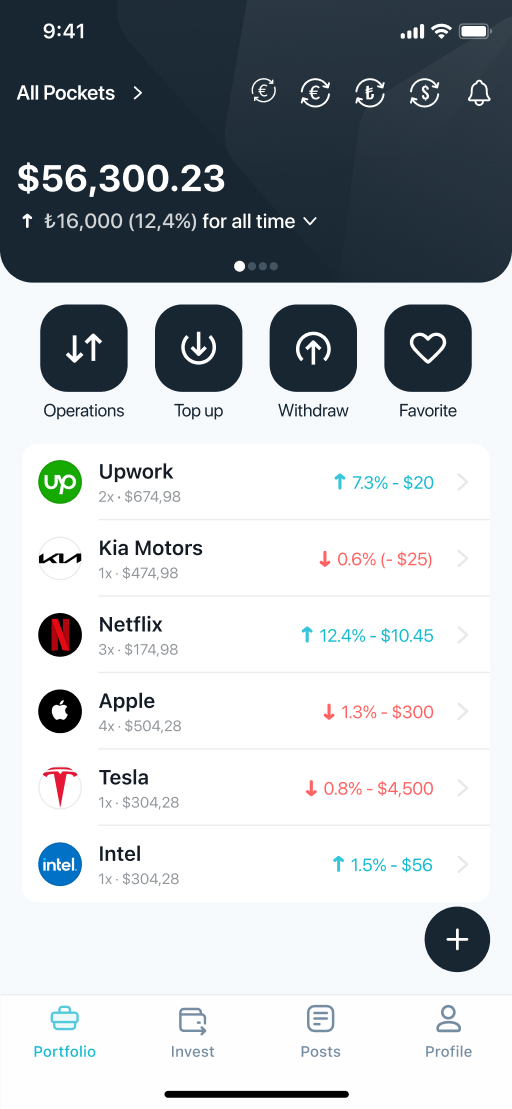 9:41
All Pockets
€ € ₺ $
$56,300.23
₺16,000 (12,4%) for all time
Operations Top up Withdraw Favorite
up Upwork
2x · $674,98
7.3% - $20
KIA Kia Motors
1x · $474,98
0.6% (- $25)
N Netflix
3x · $174,98
12.4% - $10.45
Apple
4x · $504,28
1.3% - $300
Tesla
1x · $304,28
0.8% - $4,500
intel. Intel
1x · $304,28
1.5% - $56
Portfolio Invest Posts Profile